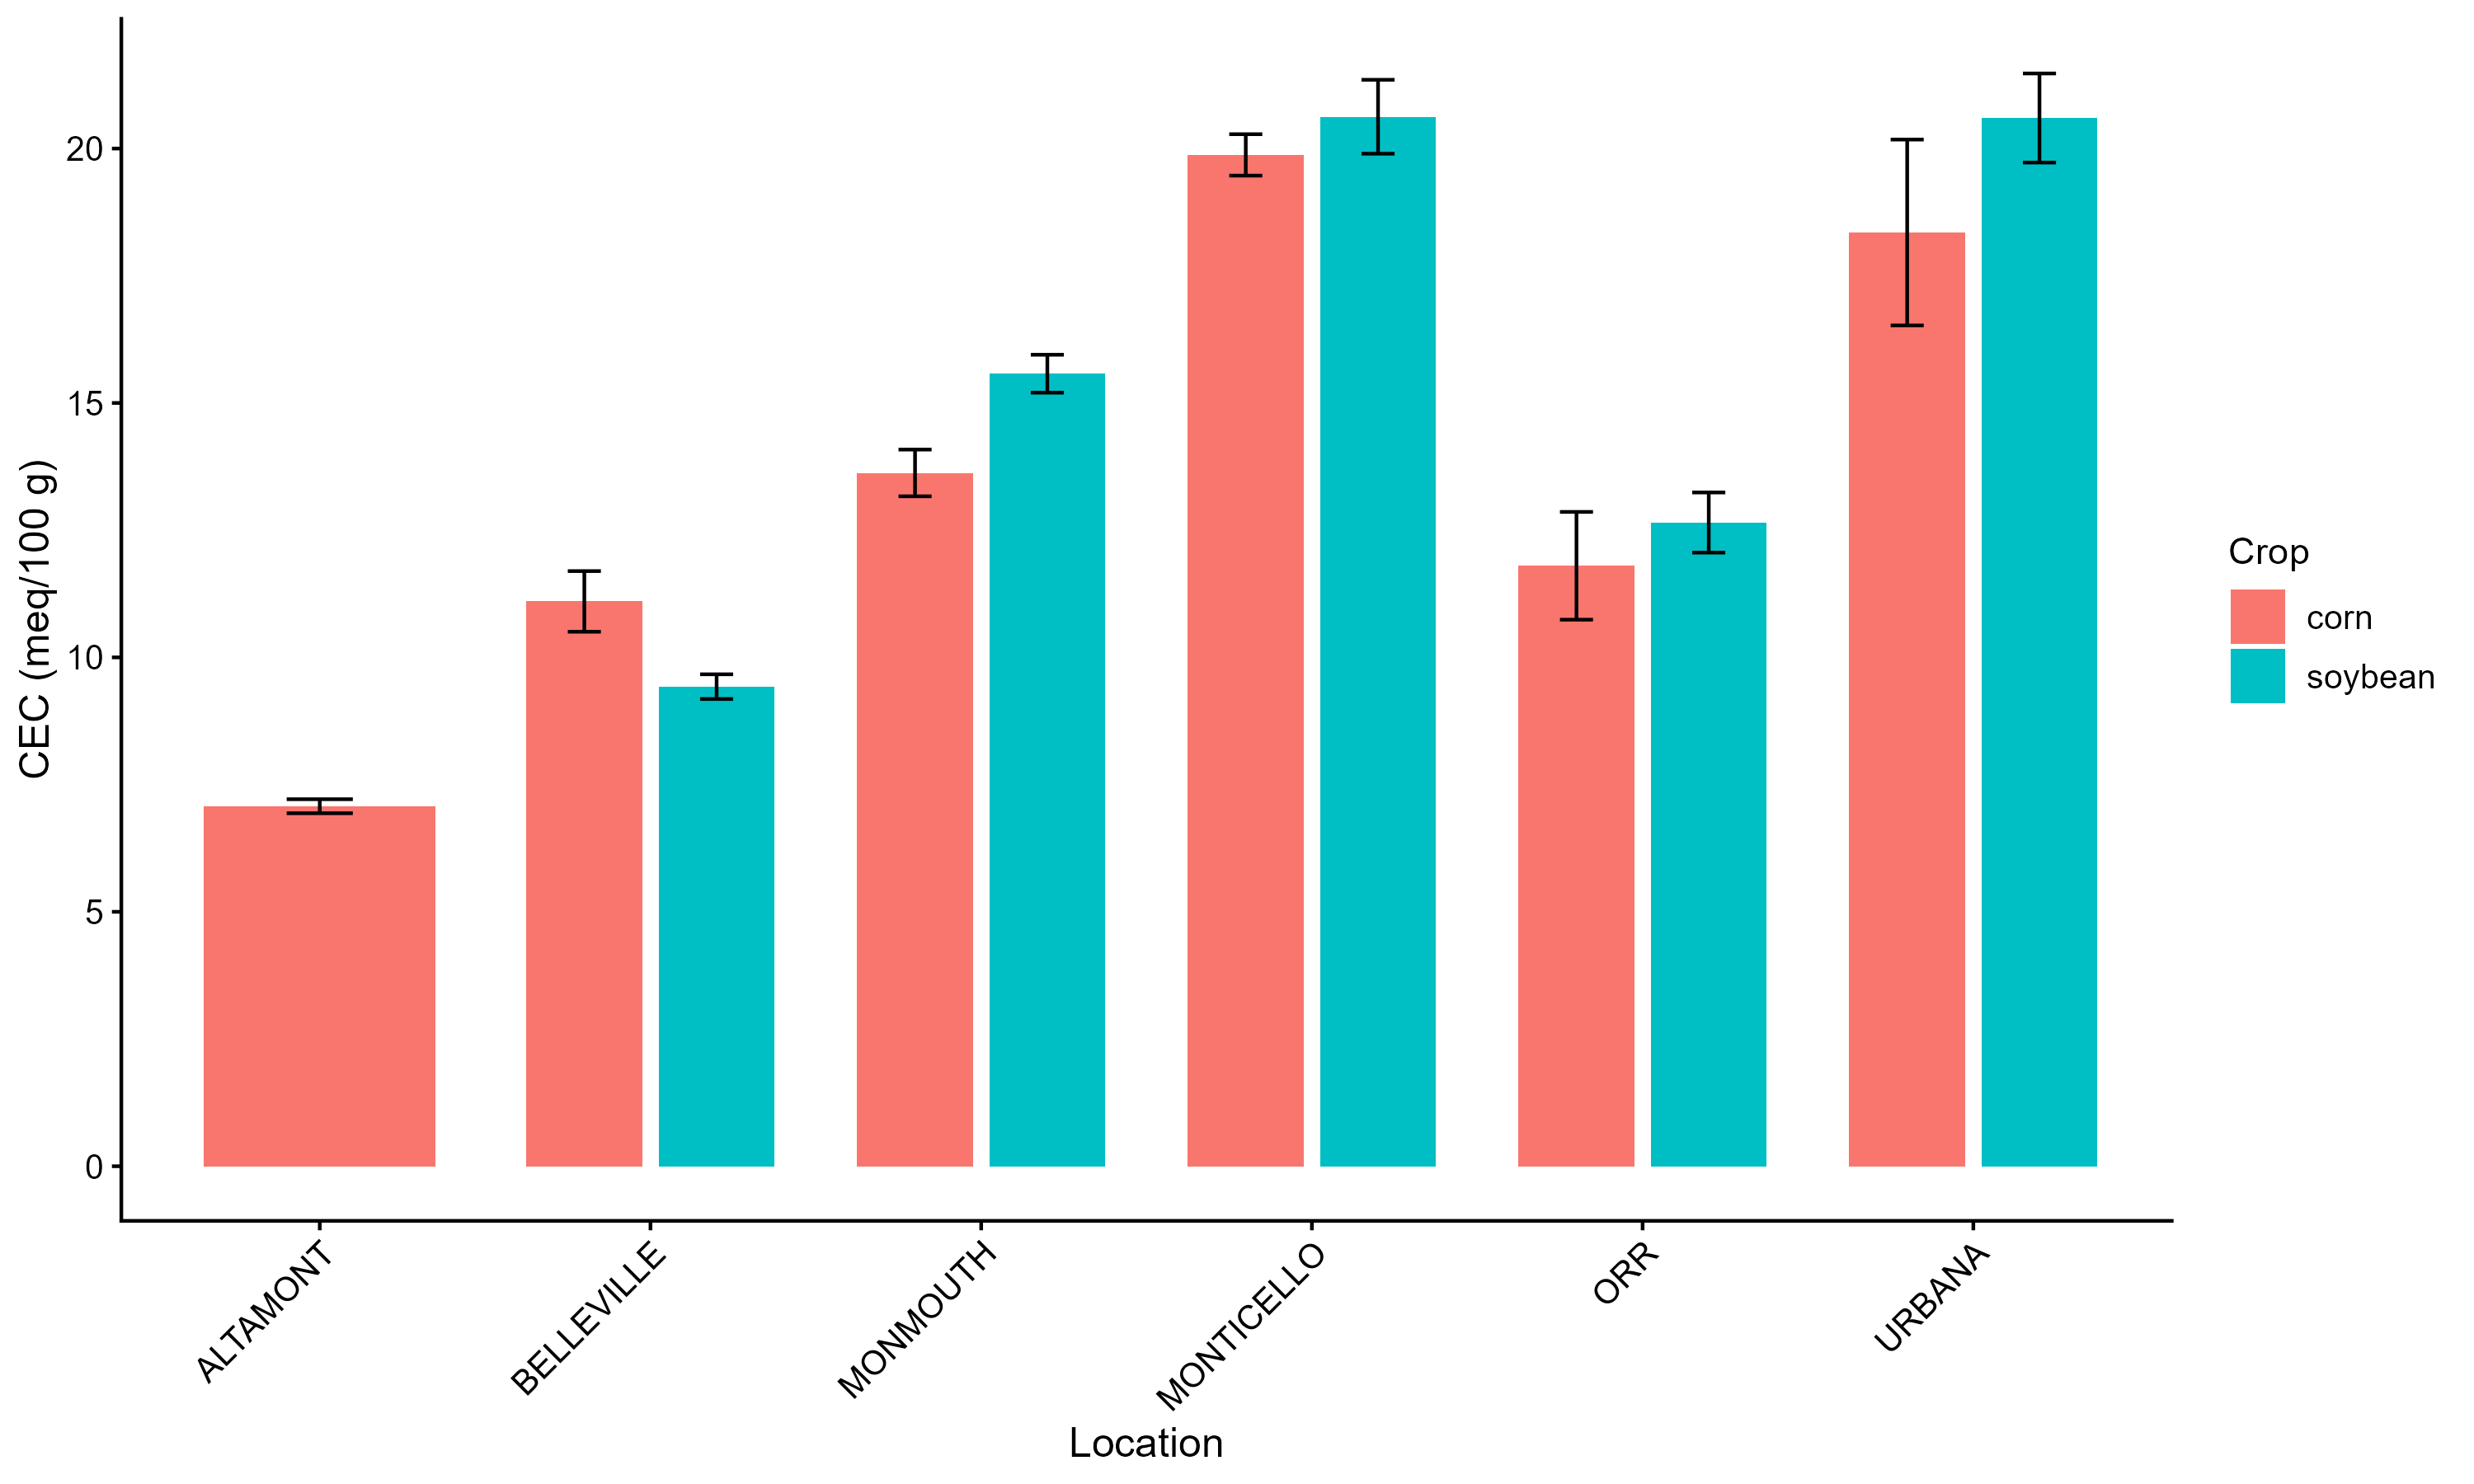 CEC (meq/100 g)
20
15
10
5
0
ALTAMONT
BELLEVILLE
MONMOUTH
MONTICELLO
ORR
URBANA
Location
Crop
corn
soybean